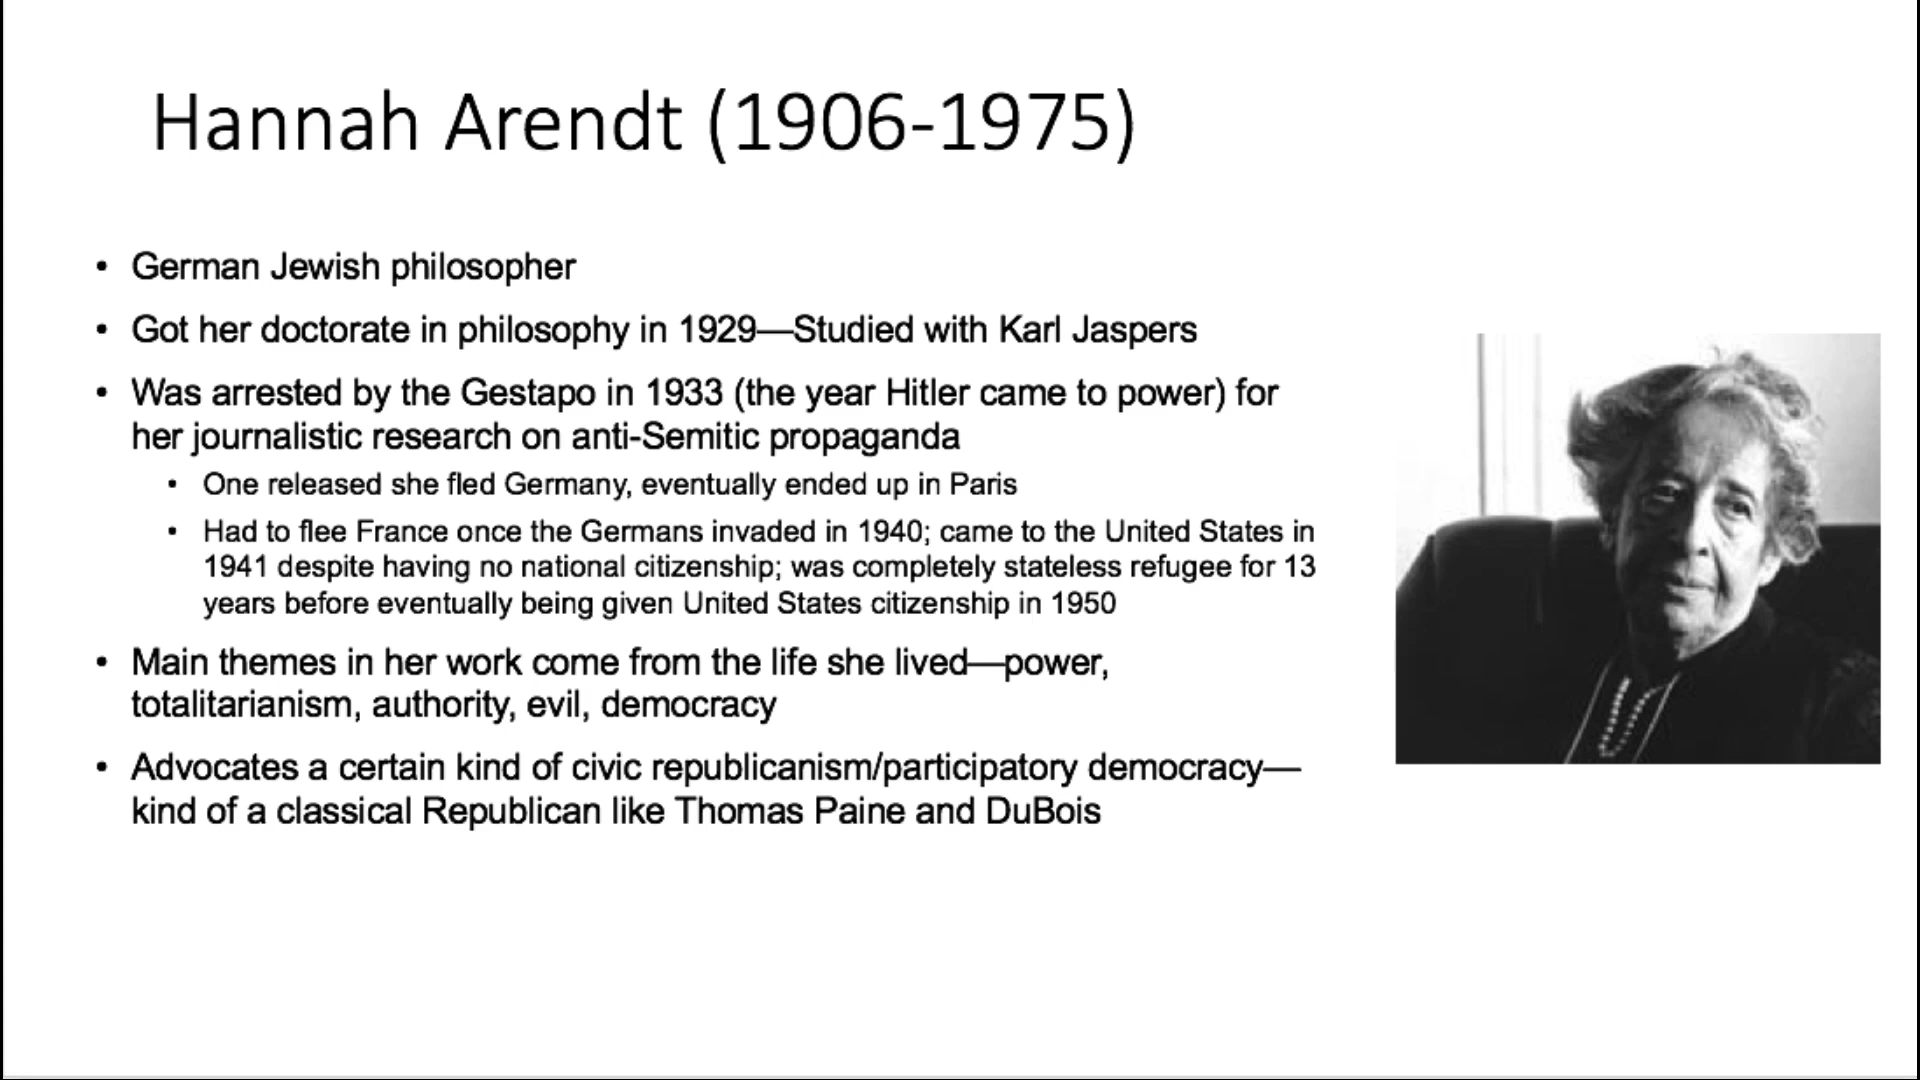 Hannah Arendt (1906-1975)
• German Jewish philosopher
• Got her doctorate in philosophy in 1929—Studied with Karl Jaspers
• Was arrested by the Gestapo in 1933 (the year Hitler came to power) for
her journalistic research on anti-Semitic propaganda
• One released she fled Germany, eventually ended up in Paris
• Had to flee France once the Germans invaded in 1940; came to the United States in
1941 despite having no national citizenship; was completely stateless refugee for 13
years before eventually being given United States citizenship in 1950
• Main themes in her work come from the life she lived—power,
totalitarianism, authority, evil, democracy
• Advocates a certain kind of civic republicanism/participatory democracy—
kind of a classical Republican like Thomas Paine and DuBois